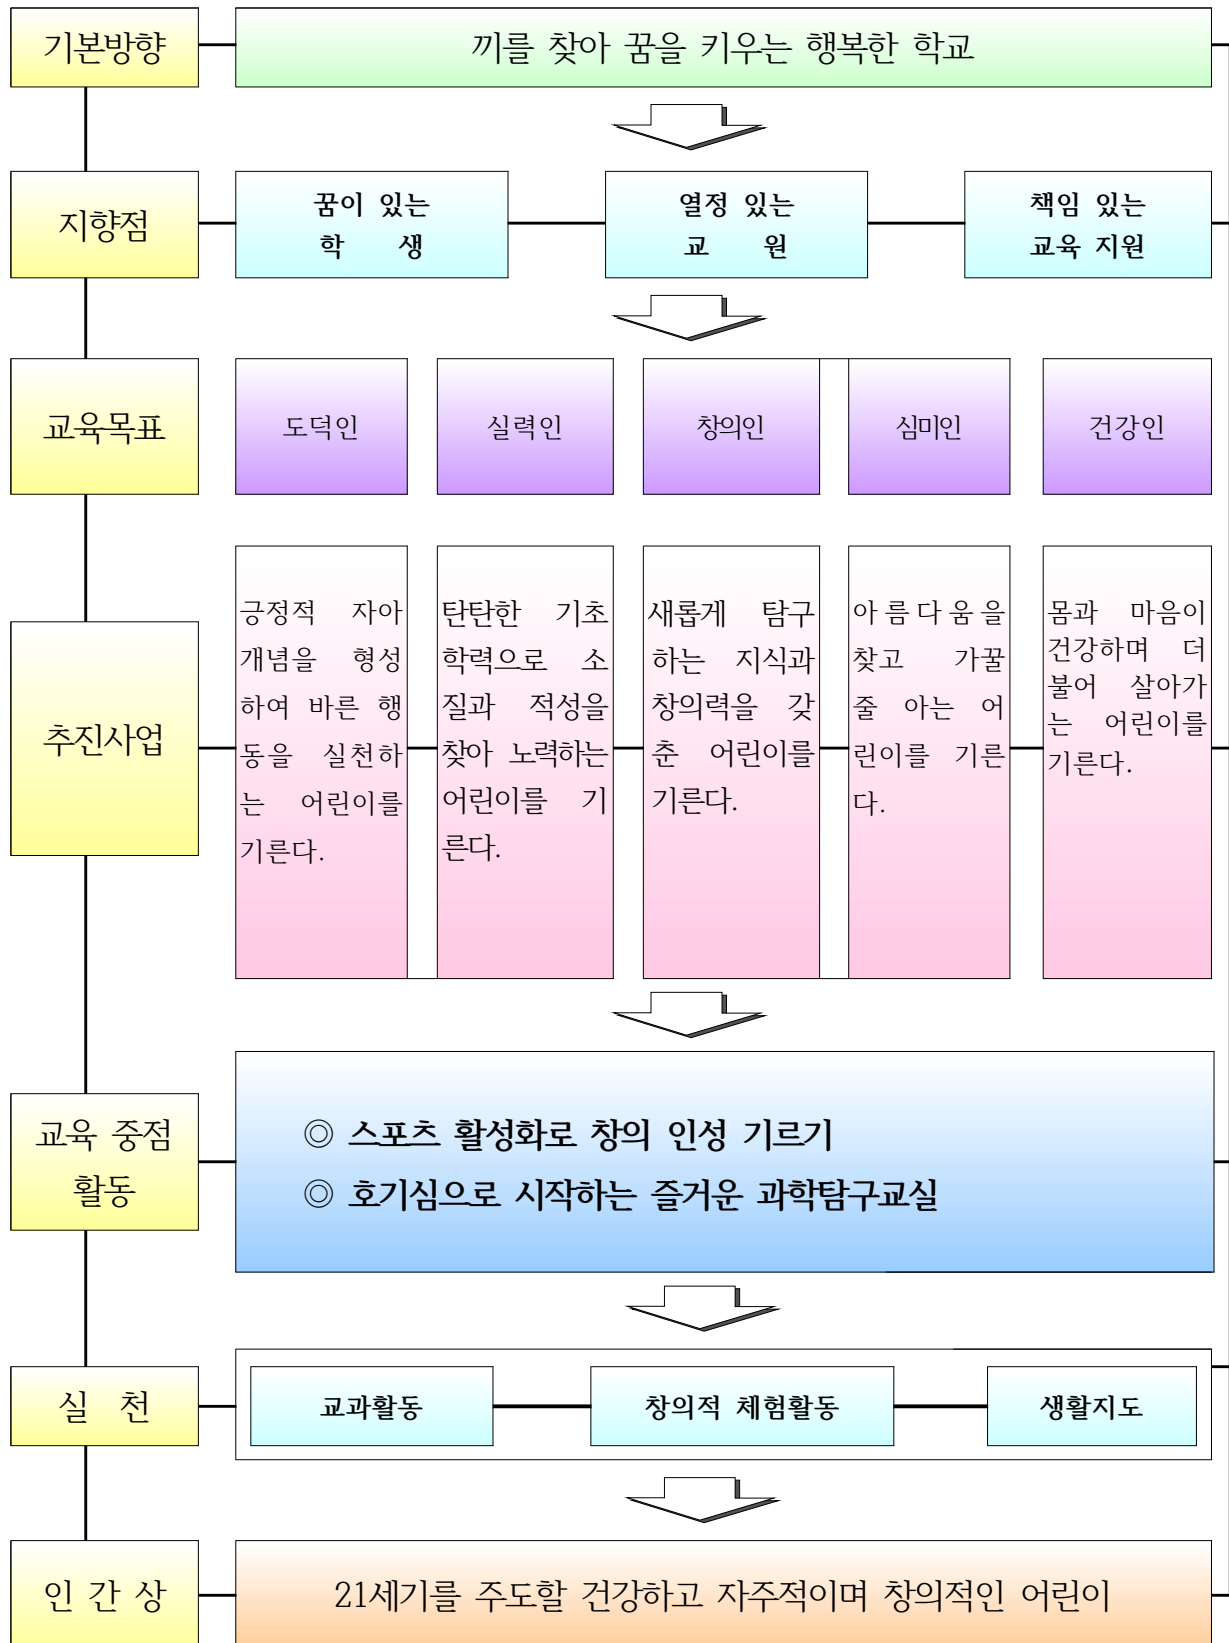 기본방향
끼를 찾아 꿈을 키우는 행복한 학교
지향점
꿈이 있는
학 생
열정 있는
교 원
책임 있는
교육 지원
교육목표
도덕인
실력인
창의인
심미인
건강인
추진사업
긍정적 자아
개념을 형성
하여 바른 행
동을 실천하
는 어린이를
기른다.
탄탄한 기초
학력으로 소
질과 적성을
찾아 노력하는
어린이를 기
른다.
새롭게 탐구
하는 지식과
창의력을 갖
춘 어린이를
기른다.
아름다움을
찾고 가꿀
줄 아는 어
린이를 기른
다.
몸과 마음이
건강하며 더
불어 살아가
는 어린이를
기른다.
교육 중점
활동
◎ 스포츠 활성화로 창의 인성 기르기
◎ 호기심으로 시작하는 즐거운 과학탐구교실
실 천
교과활동
창의적 체험활동
생활지도
인 간 상
21세기를 주도할 건강하고 자주적이며 창의적인 어린이